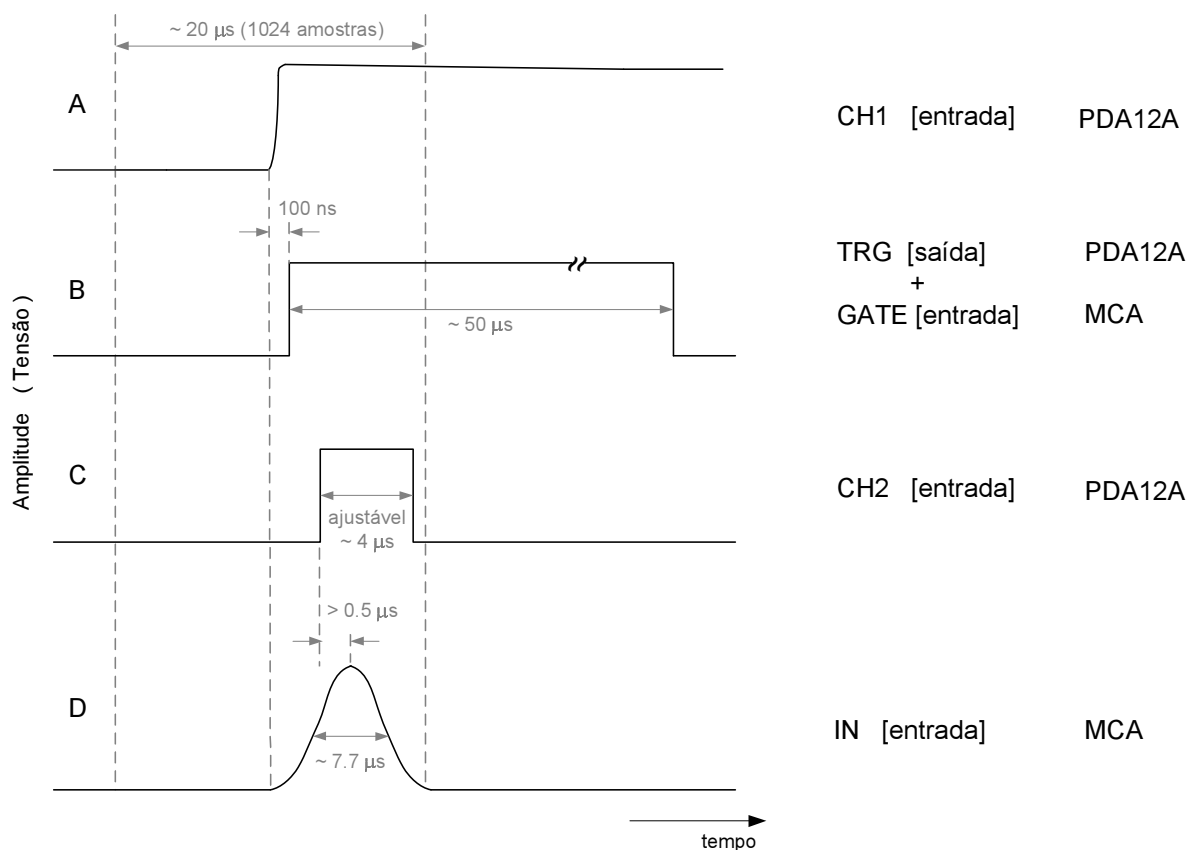 ~ 20 µs (1024 amostras)
A
CH1 [entrada] PDA12A
100 ns
TRG [saída] PDA12A
+
B
GATE [entrada] MCA
~ 50 µs
Amplitude ( Tensão )
C
CH2 [entrada] PDA12A
ajustável
~ 4 µs
> 0.5 µs
D
IN [entrada] MCA
~ 7.7 µs
tempo